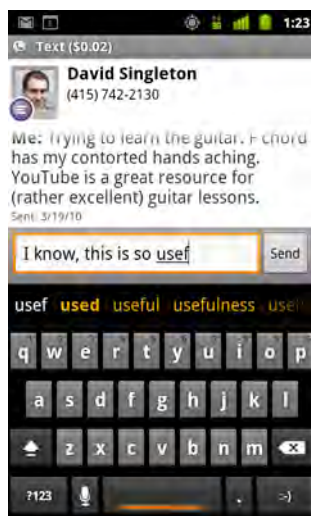 1:23
Text ($0.02)
David Singleton
(415) 742-2130
Me: Trying to learn the guitar. F chord
has my contorted hands aching.
YouTube is a great resource for
(rather excellent) guitar lessons.
Sent: 3/19/10
I know, this is so usef Send
usef used useful usefulness
q w e r t y u i o p
a s d f g h j k l
z x c v b n m
?123 . :-)